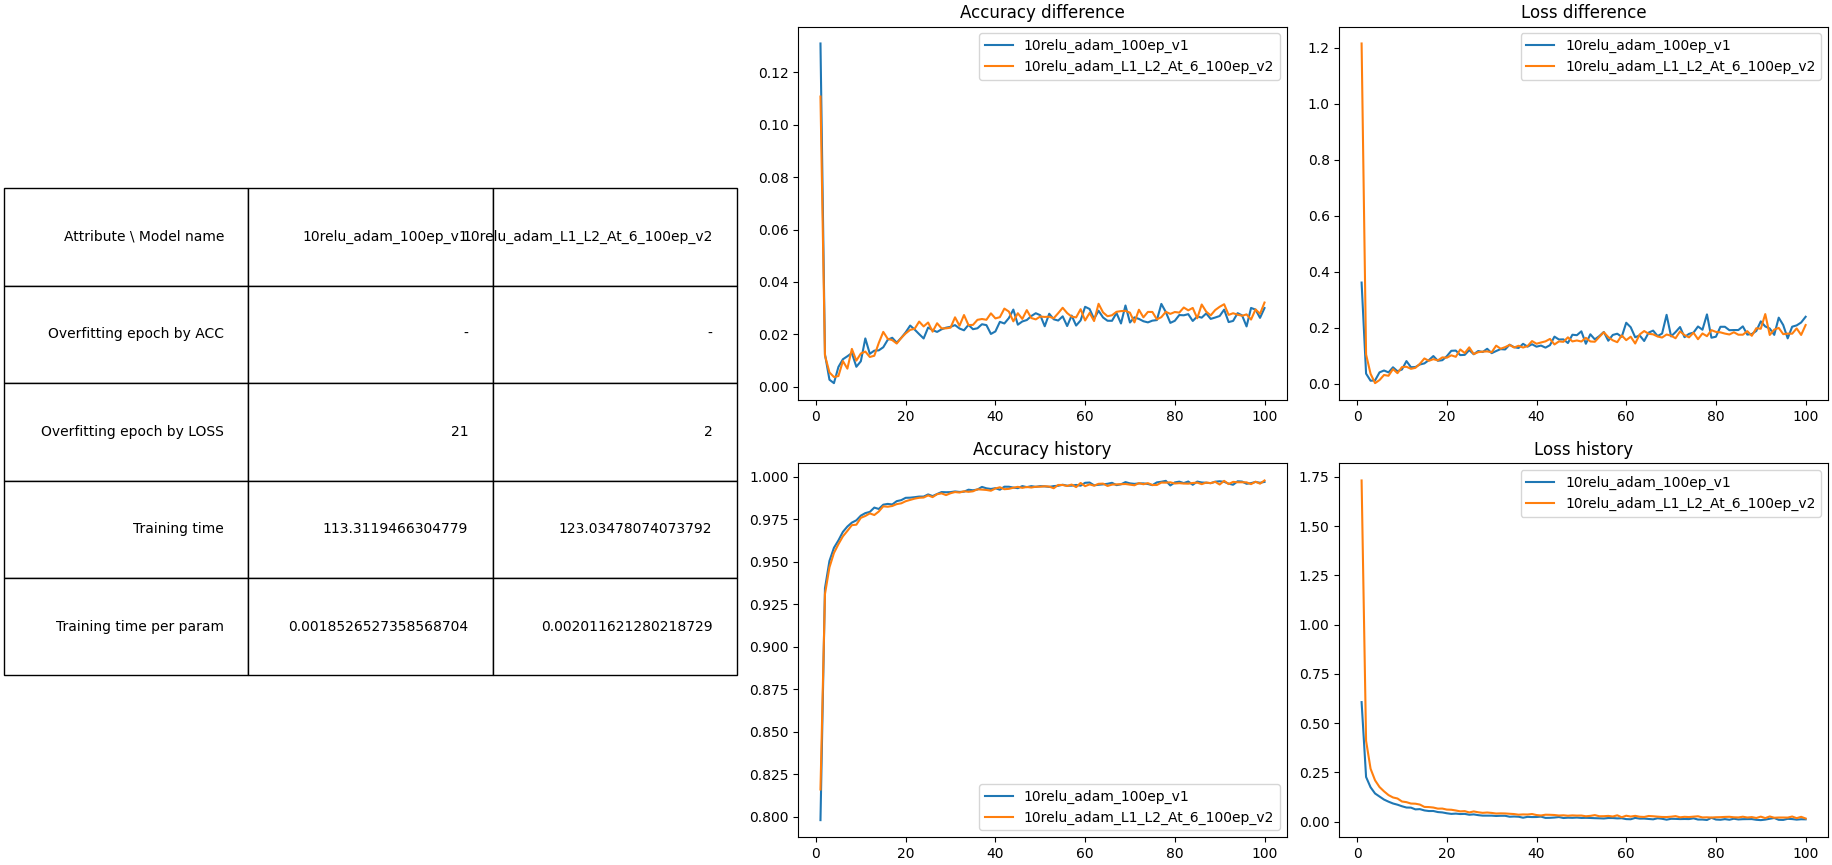 Attribute \ Model name 10relu_adam_100ep_v1 10relu_adam_L1_L2_At_6_100ep_v2
Overfitting epoch by ACC - -
Overfitting epoch by LOSS 21 2
Training time 113.3119466304779 123.03478074073792
Training time per param 0.0018526527358568704 0.002011621280218729
Accuracy difference
10relu_adam_100ep_v1
10relu_adam_L1_L2_At_6_100ep_v2
0.12
0.10
0.08
0.06
0.04
0.02
0.00
0 20 40 60 80 100
Loss difference
10relu_adam_100ep_v1
10relu_adam_L1_L2_At_6_100ep_v2
1.2
1.0
0.8
0.6
0.4
0.2
0.0
0 20 40 60 80 100
Accuracy history
1.000
0.975
0.950
0.925
0.900
0.875
0.850
0.825
0.800
10relu_adam_100ep_v1
10relu_adam_L1_L2_At_6_100ep_v2
0 20 40 60 80 100
Loss history
10relu_adam_100ep_v1
10relu_adam_L1_L2_At_6_100ep_v2
1.75
1.50
1.25
1.00
0.75
0.50
0.25
0.00
0 20 40 60 80 100